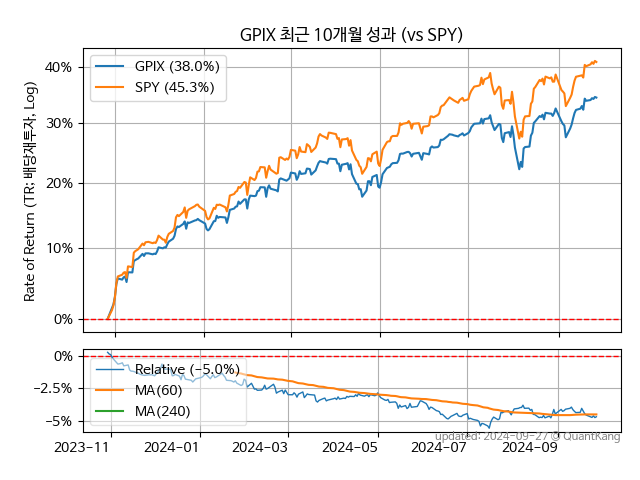 GPIX 최근 10개월 성과 (vs SPY)
Rate of Return (TR: 배당재투자, Log)
40%
30%
20%
10%
0%
GPIX (38.0%)
SPY (45.3%)
0%
−2.5%
−5%
Relative (−5.0%)
MA(60)
MA(240)
2023-11
2024-01
2024-03
2024-05
2024-07
2024-09
updated: 2024-09-27 © QuantKang